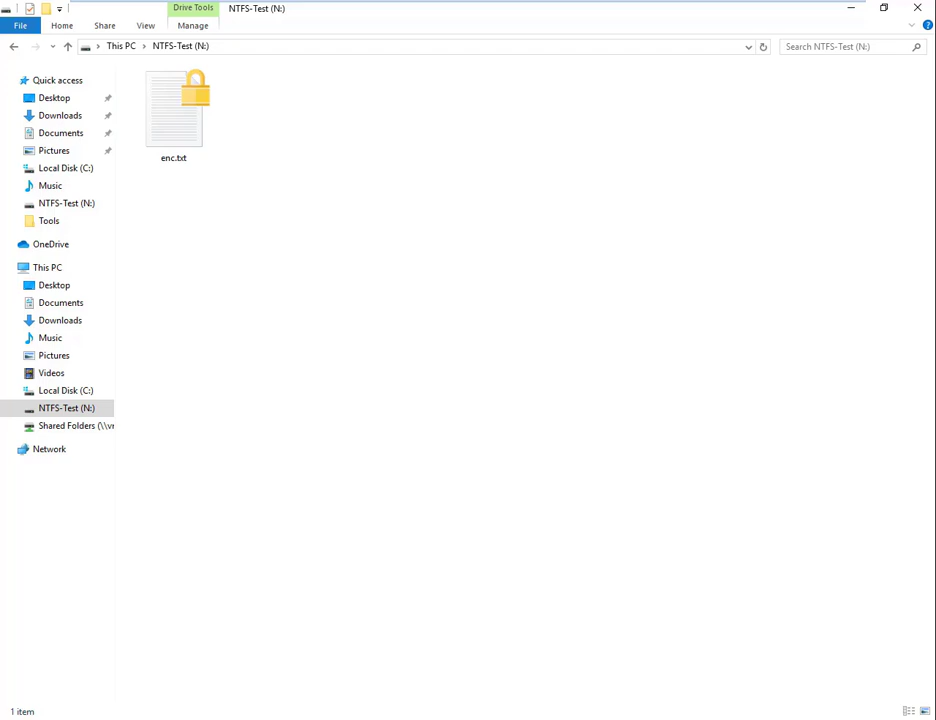 Drive Tools
NTFS-Test (N:)
File
Home
Share
View
Manage
This PC
NTFS-Test (N:)
Search NTFS-Test (N:)
Quick access
Desktop
Downloads
Documents
Pictures
Local Disk (C:)
Music
NTFS-Test (N:)
Tools
OneDrive
This PC
Desktop
Documents
Downloads
Music
Pictures
Videos
Local Disk (C:)
NTFS-Test (N:)
Shared Folders (\\vr
Network
enc.txt
1 item